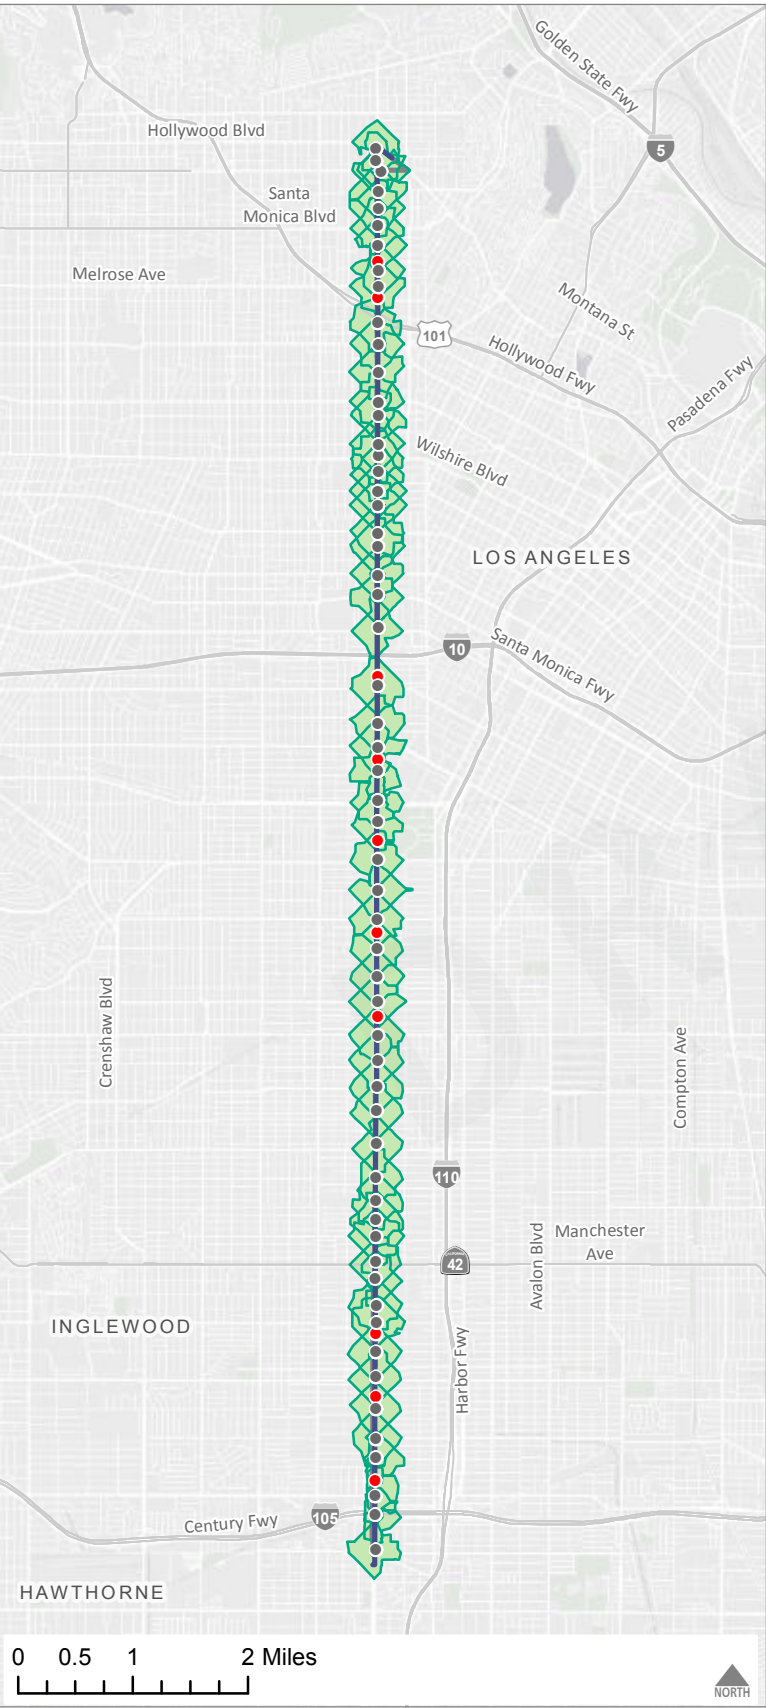 Golden State Fwy
5
Hollywood Blvd
Santa
Monica Blvd
Melrose Ave
Montana St
101
Hollywood Fwy
Pasadena Fwy
Wilshire Blvd
LOS ANGELES
10
Santa Monica Fwy
Crenshaw Blvd
Compton Ave
110
Avalon Blvd
Manchester
Ave
42
INGLEWOOD
Harbor Fwy
Century Fwy
105
HAWTHORNE
0 0.5 1 2 Miles
NORTH